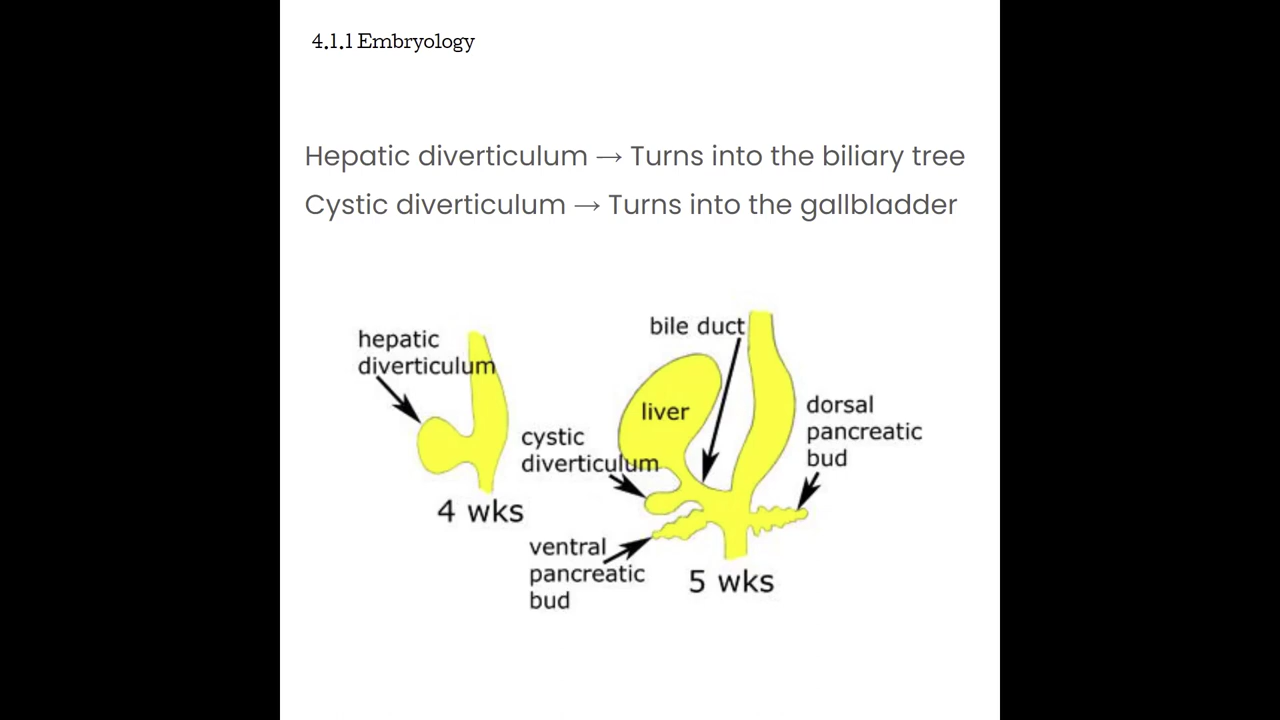 4.1.1 Embryology
Hepatic diverticulum → Turns into the biliary tree
Cystic diverticulum → Turns into the gallbladder
hepatic
diverticulum
4 wks
bile duct
liver
cystic
diverticulum
dorsal
pancreatic
bud
ventral
pancreatic
bud
5 wks